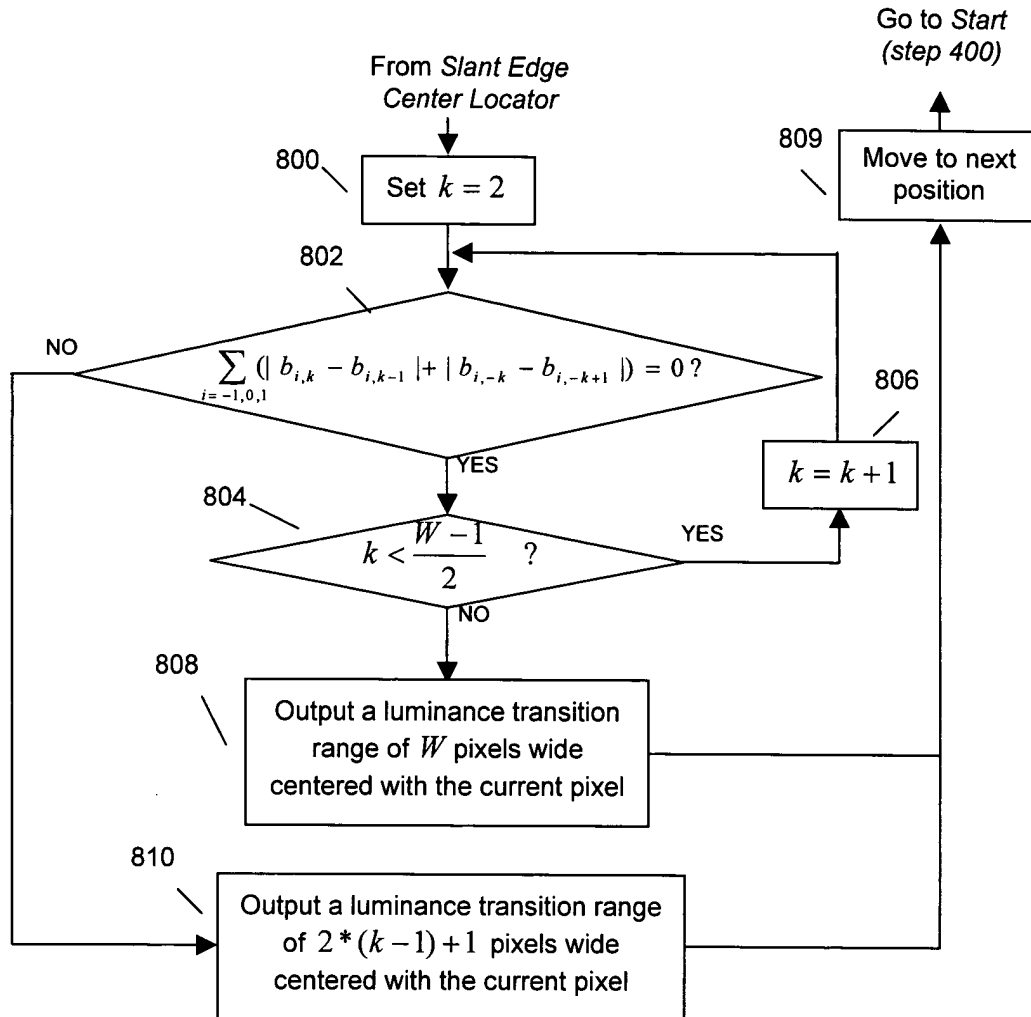 Go to Start
(step 400)
From Slant Edge
Center Locator
809
800
Move to next
position
Set k = 2
802
NO
∑ (| b_{i,k} − b_{i,k−1} | + | b_{i,−k} − b_{i,−k+1} |) = 0 ?
i=−1,0,1
806
YES
k = k + 1
804
YES
k < \frac{W − 1}{2} ?
NO
808
Output a luminance transition
range of W pixels wide
centered with the current pixel
810
Output a luminance transition range
of 2 * (k − 1) + 1 pixels wide
centered with the current pixel